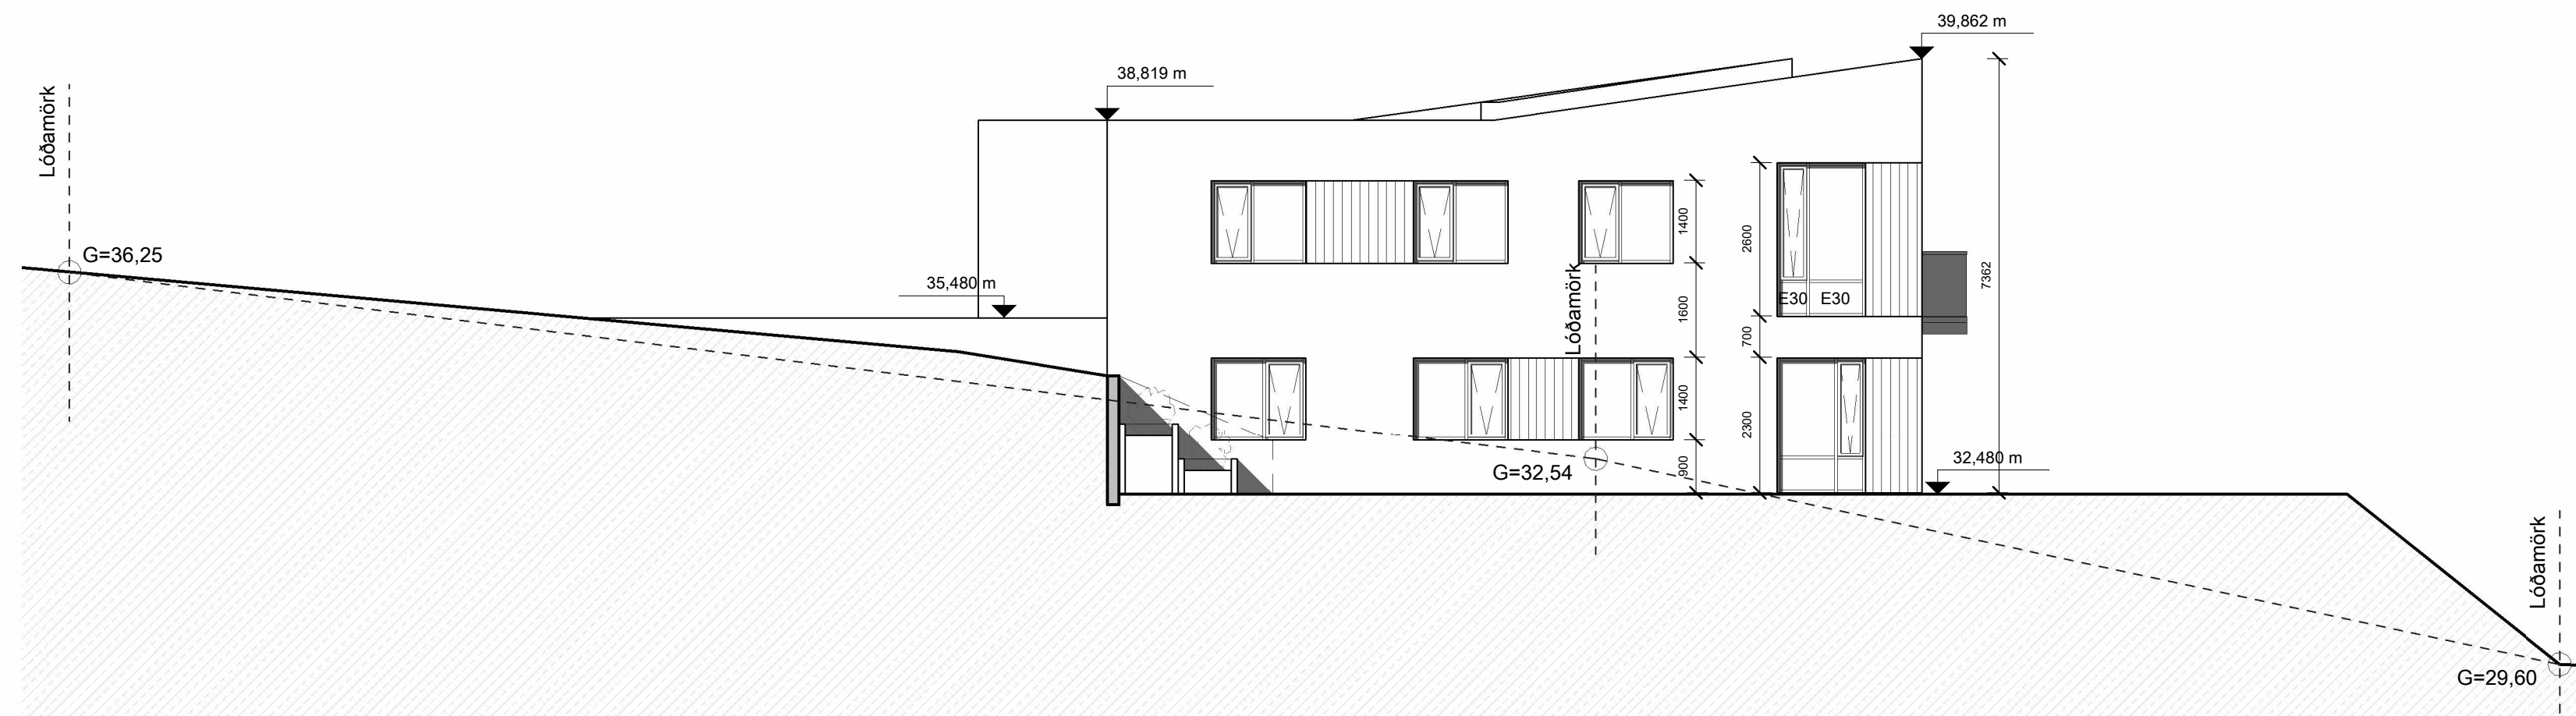 39,862 m
38,819 m
Lóðamörk
G=36,25
35,480 m
1400
2600
7362
E30 E30
Lóðamörk
1600
700
1400
2300
900
G=32,54
32,480 m
Lóðamörk
G=29,60